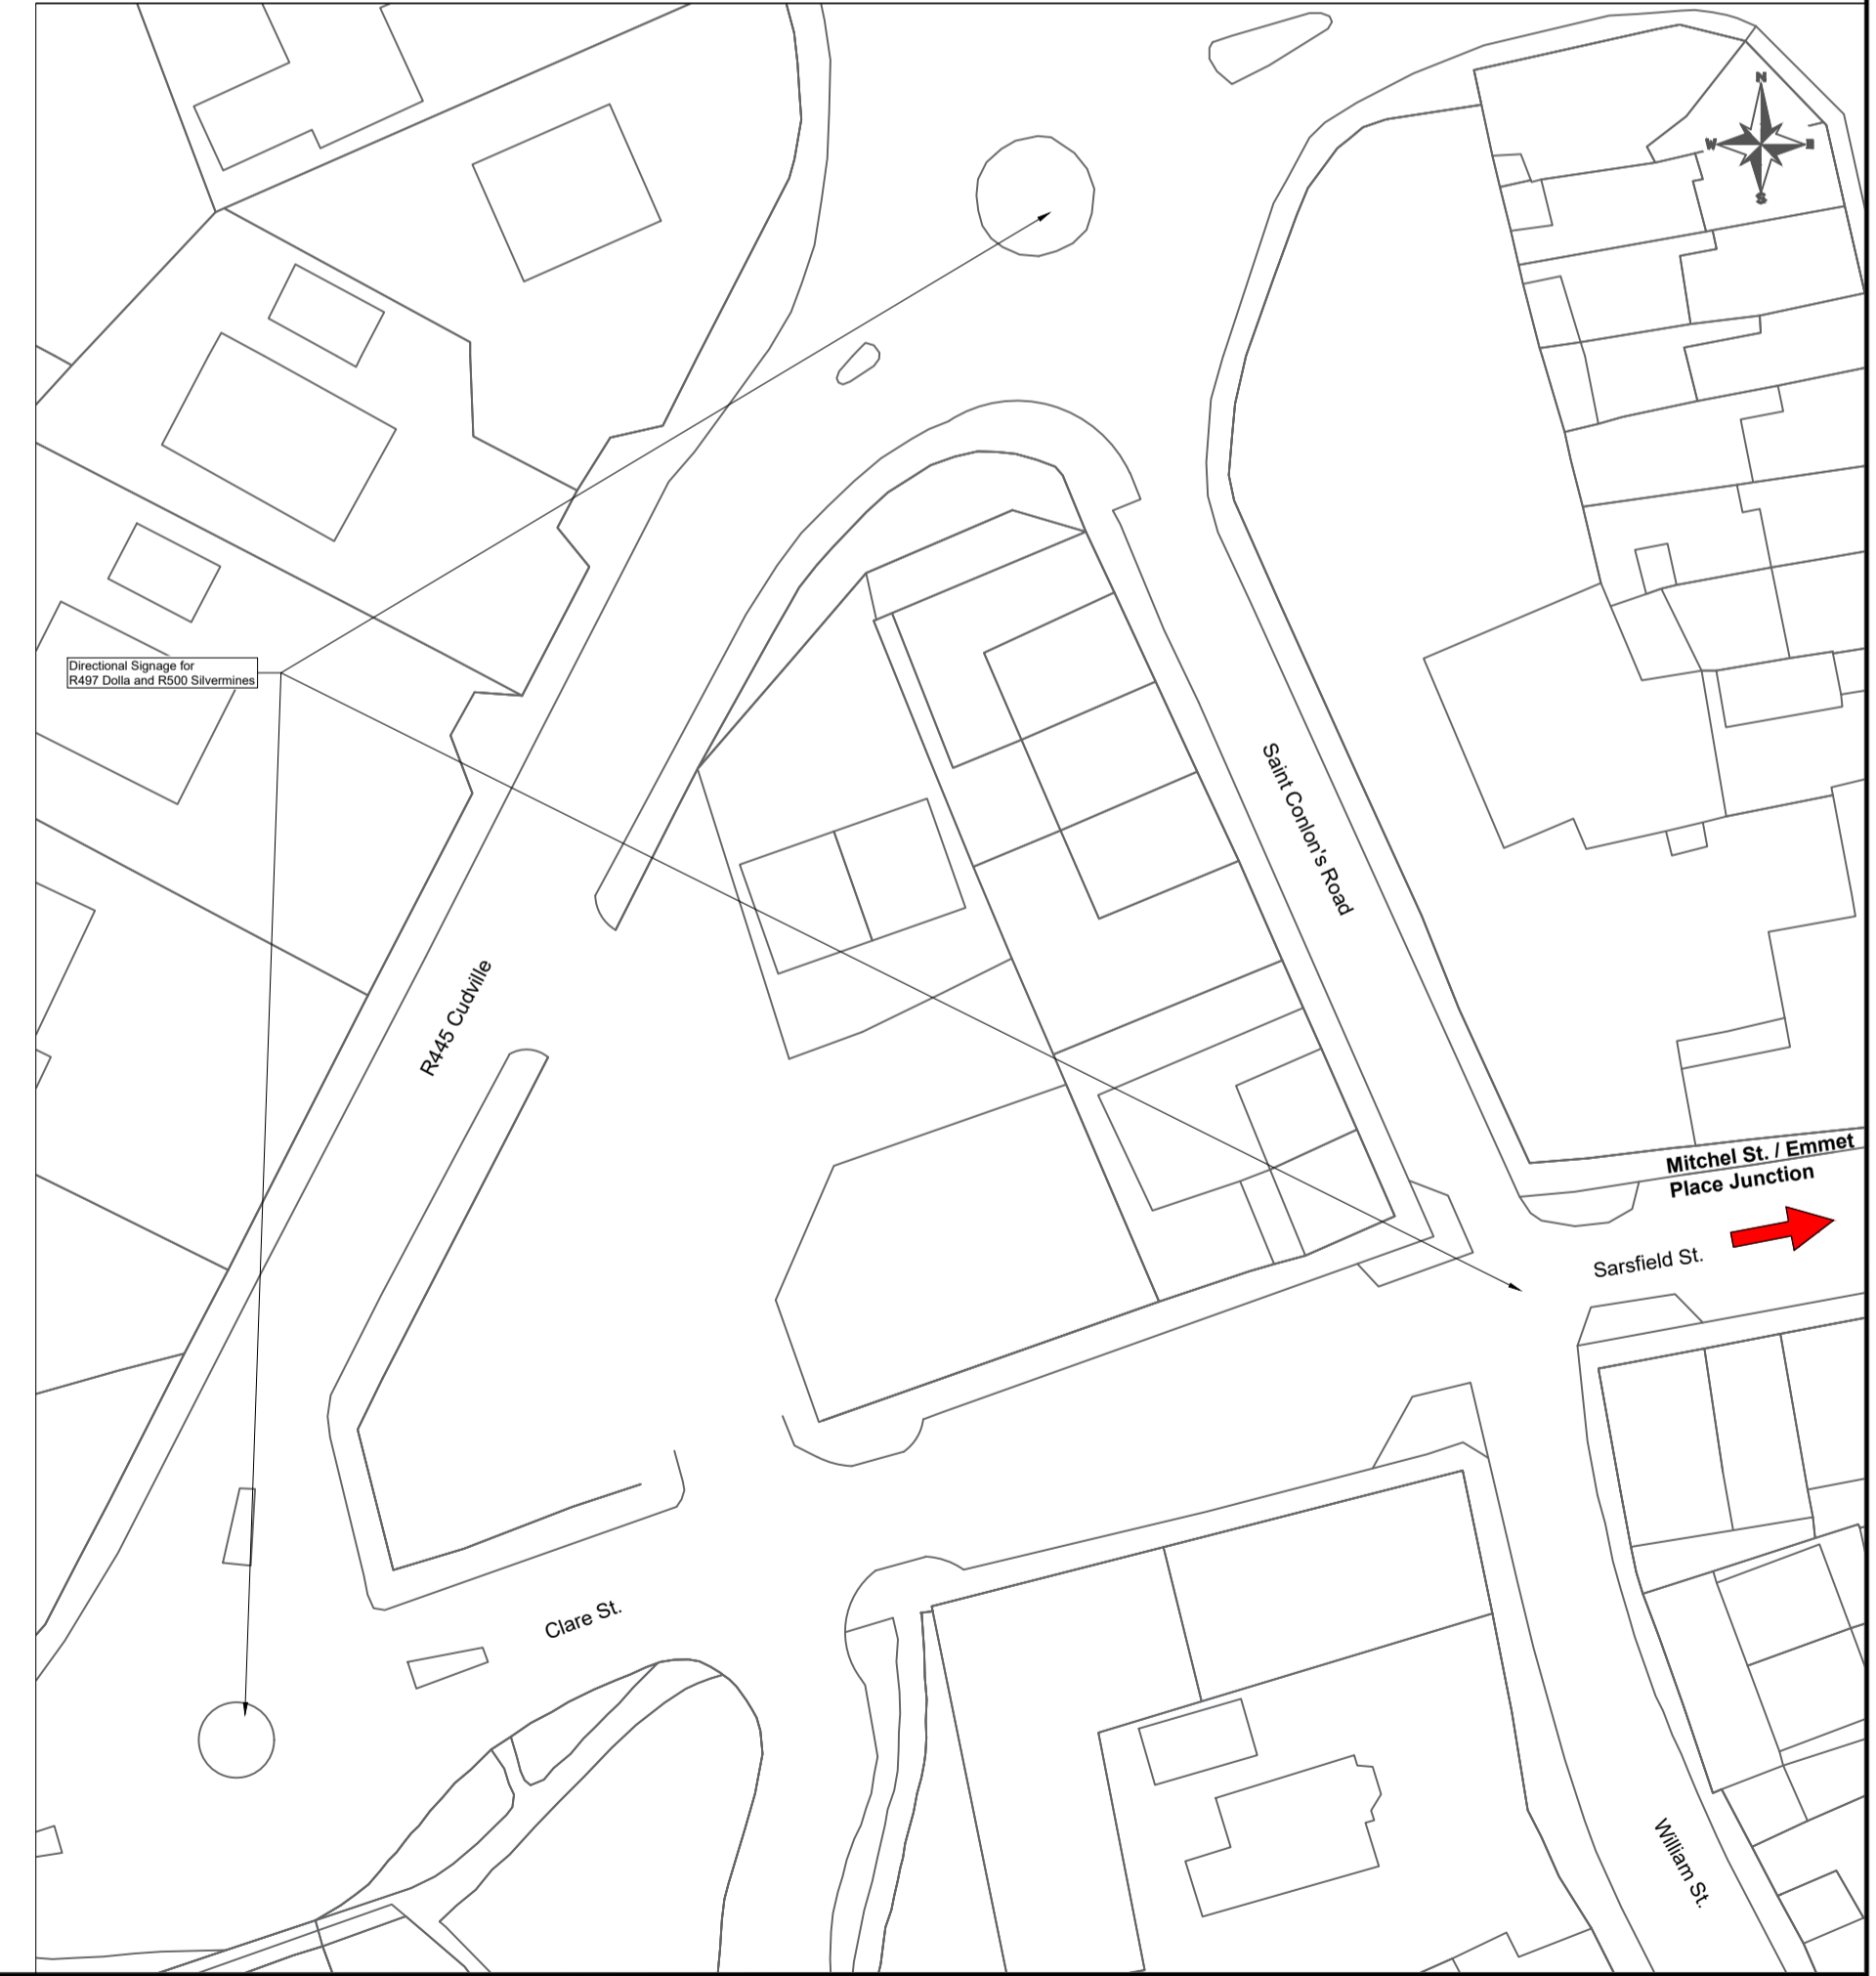 N
W
E
S
Directional Signage for
R497 Dolla and R500 Silvermines
Saint Conlon's Road
R445 Cudville
Mitchel St. / Emmet
Place Junction
Sarsfield St.
Clare St.
William St.